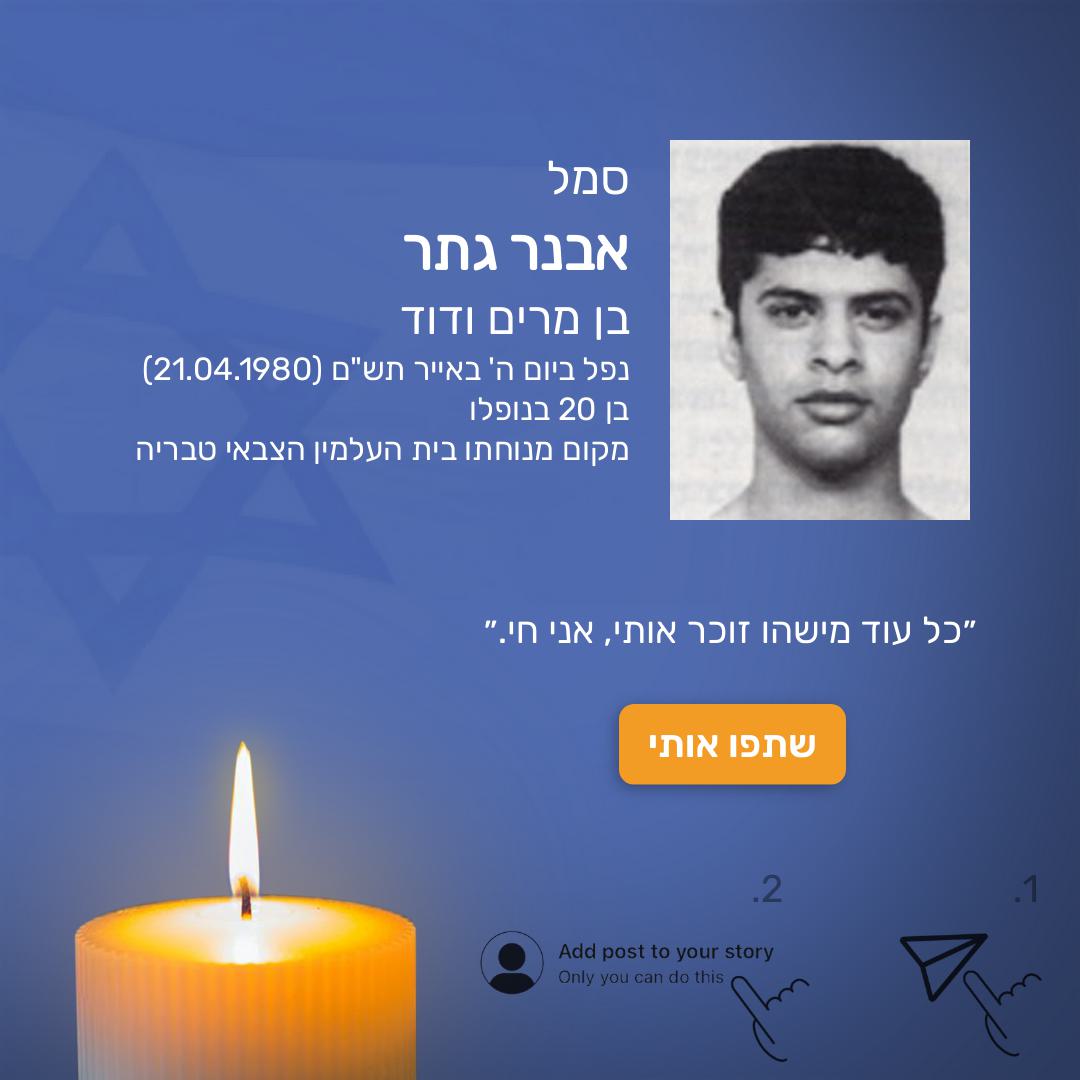 סמל
אבנר גתר
בן מרים ודוד
נפל ביום ה' באייר תש"ם (21.04.1980)
בן 20 בנופלו
מקום מנוחתו בית העלמין הצבאי טבריה
״כל עוד מישהו זוכר אותי, אני חי.״
שתפו אותי
1.
2.
Add post to your story
Only you can do this